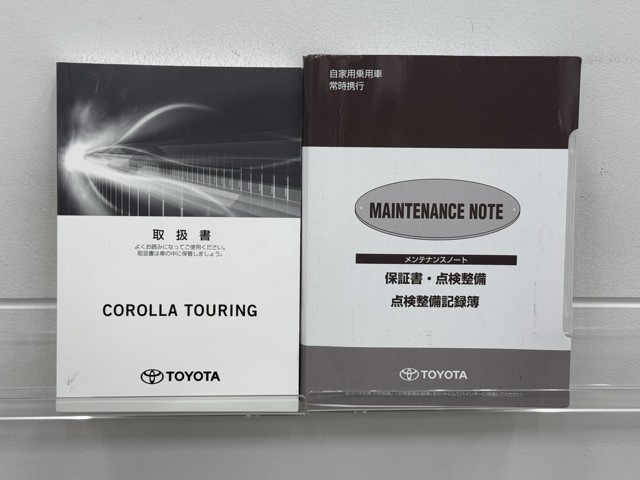 取扱書
よくお読みになってご使用ください。
取扱書は車の中に保管しましょう。
COROLLA TOURING
TOYOTA
自家用乗用車
常時携行
MAINTENANCE NOTE
メンテナンスノート
保証書・点検整備
点検整備記録簿
TOYOTA